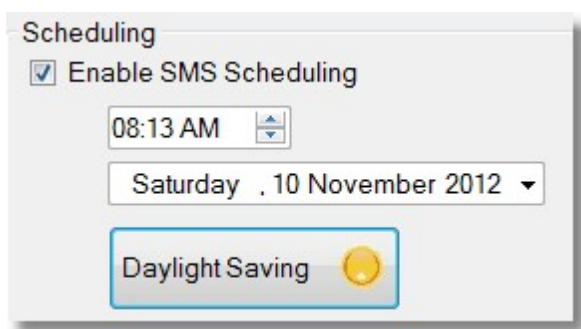 Scheduling
Enable SMS Scheduling
08:13 AM
Saturday , 10 November 2012
Daylight Saving